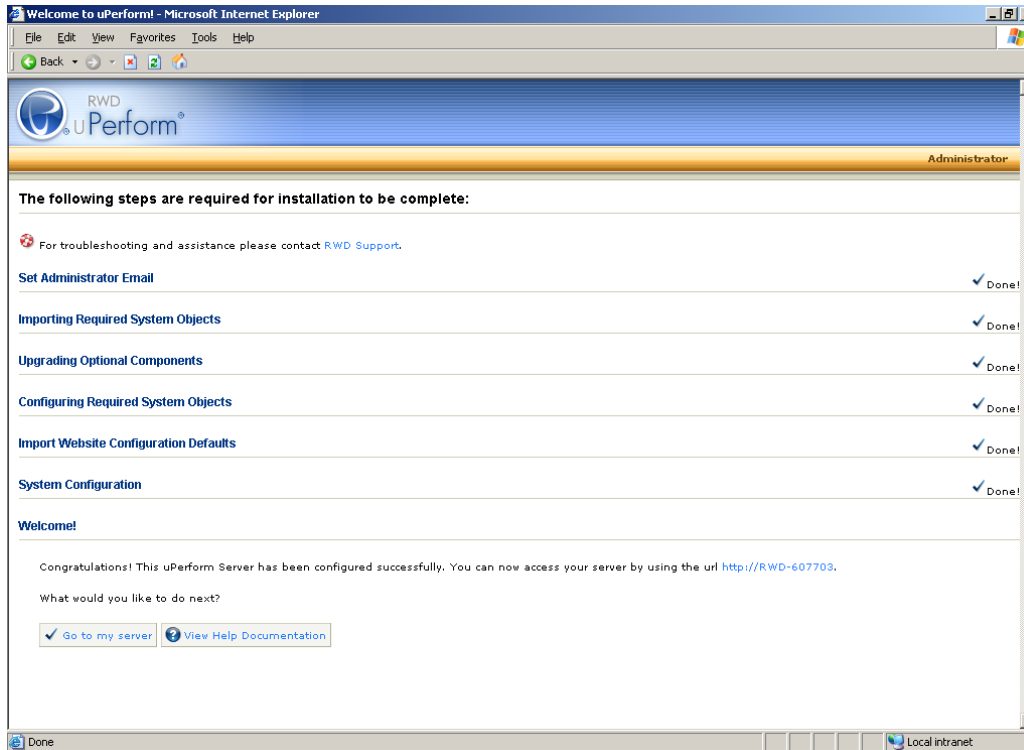 Welcome to uPerform! - Microsoft Internet Explorer
File Edit View Favorites Tools Help
Back
RWD
uPerform®
Administrator
The following steps are required for installation to be complete:
For troubleshooting and assistance please contact RWD Support.
Set Administrator Email Done!
Importing Required System Objects Done!
Upgrading Optional Components Done!
Configuring Required System Objects Done!
Import Website Configuration Defaults Done!
System Configuration Done!
Welcome!
Congratulations! This uPerform Server has been configured successfully. You can now access your server by using the url http://RWD-607703.
What would you like to do next?
Go to my server View Help Documentation
Done Local intranet